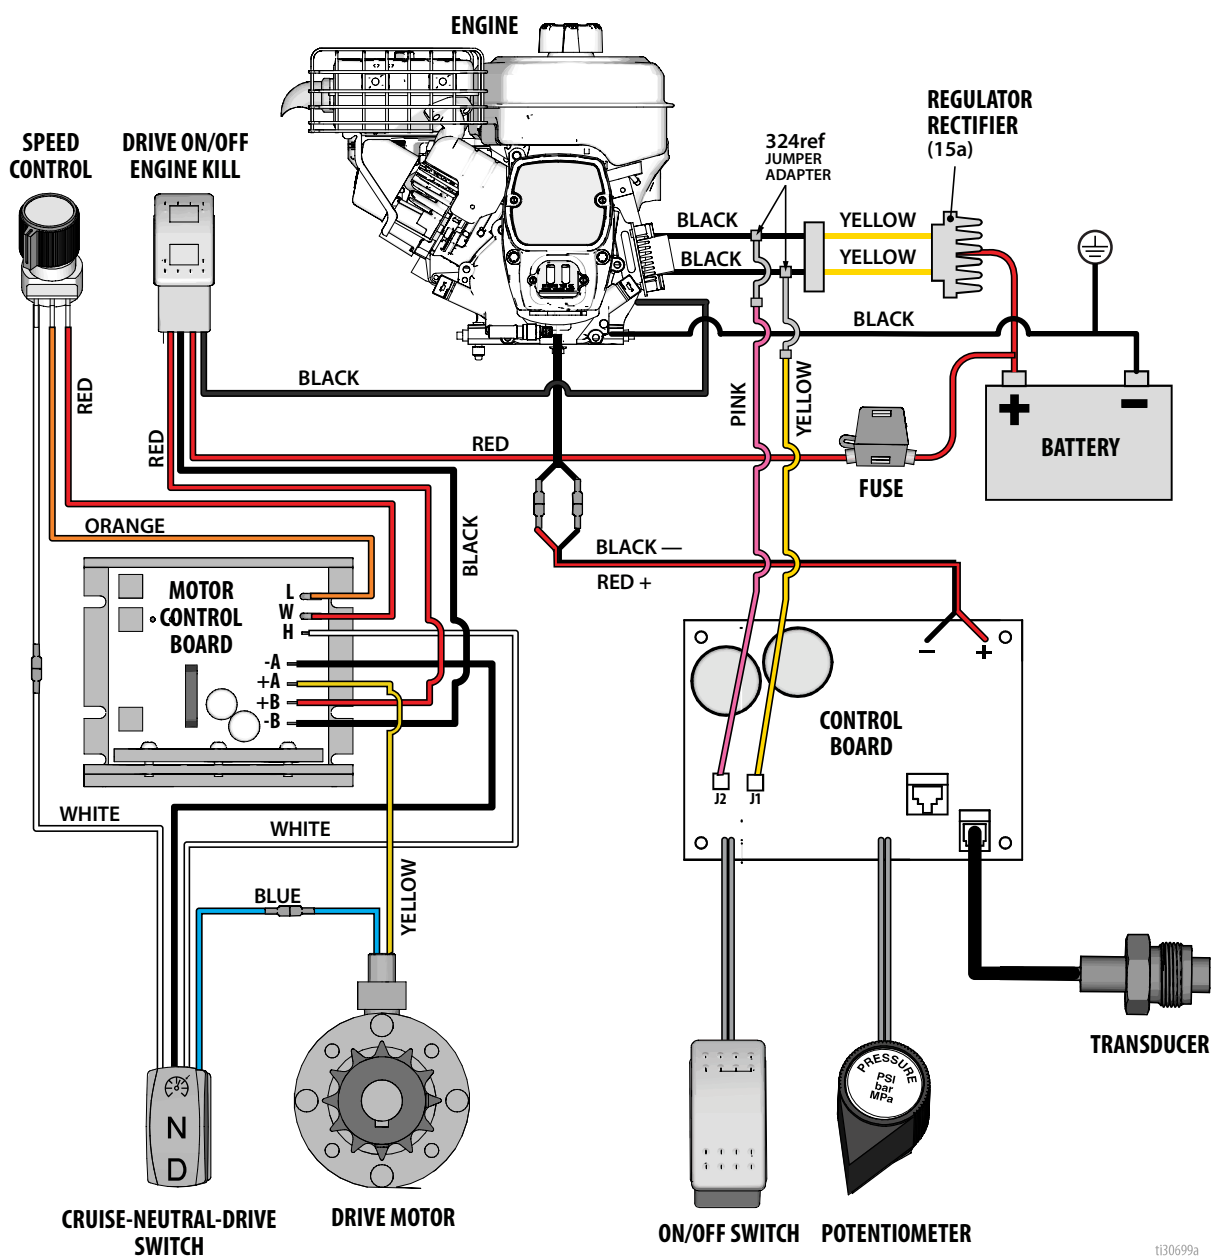 ENGINE
REGULATOR
RECTIFIER
(15a)
SPEED
CONTROL
DRIVE ON/OFF
ENGINE KILL
324ref
JUMPER
ADAPTER
BLACK
YELLOW
BLACK
YELLOW
BLACK
BLACK
RED
PINK
YELLOW
RED
RED
BATTERY
FUSE
ORANGE
BLACK
BLACK —
RED +
MOTOR
CONTROL
BOARD
L
W
H
-A
+A
+B
-B
− +
CONTROL
BOARD
J2
J1
WHITE
WHITE
BLUE
YELLOW
TRANSDUCER
PRESSURE
PSI
bar
MPa
N
D
CRUISE-NEUTRAL-DRIVE
SWITCH
DRIVE MOTOR
ON/OFF SWITCH
POTENTIOMETER
ti30699a